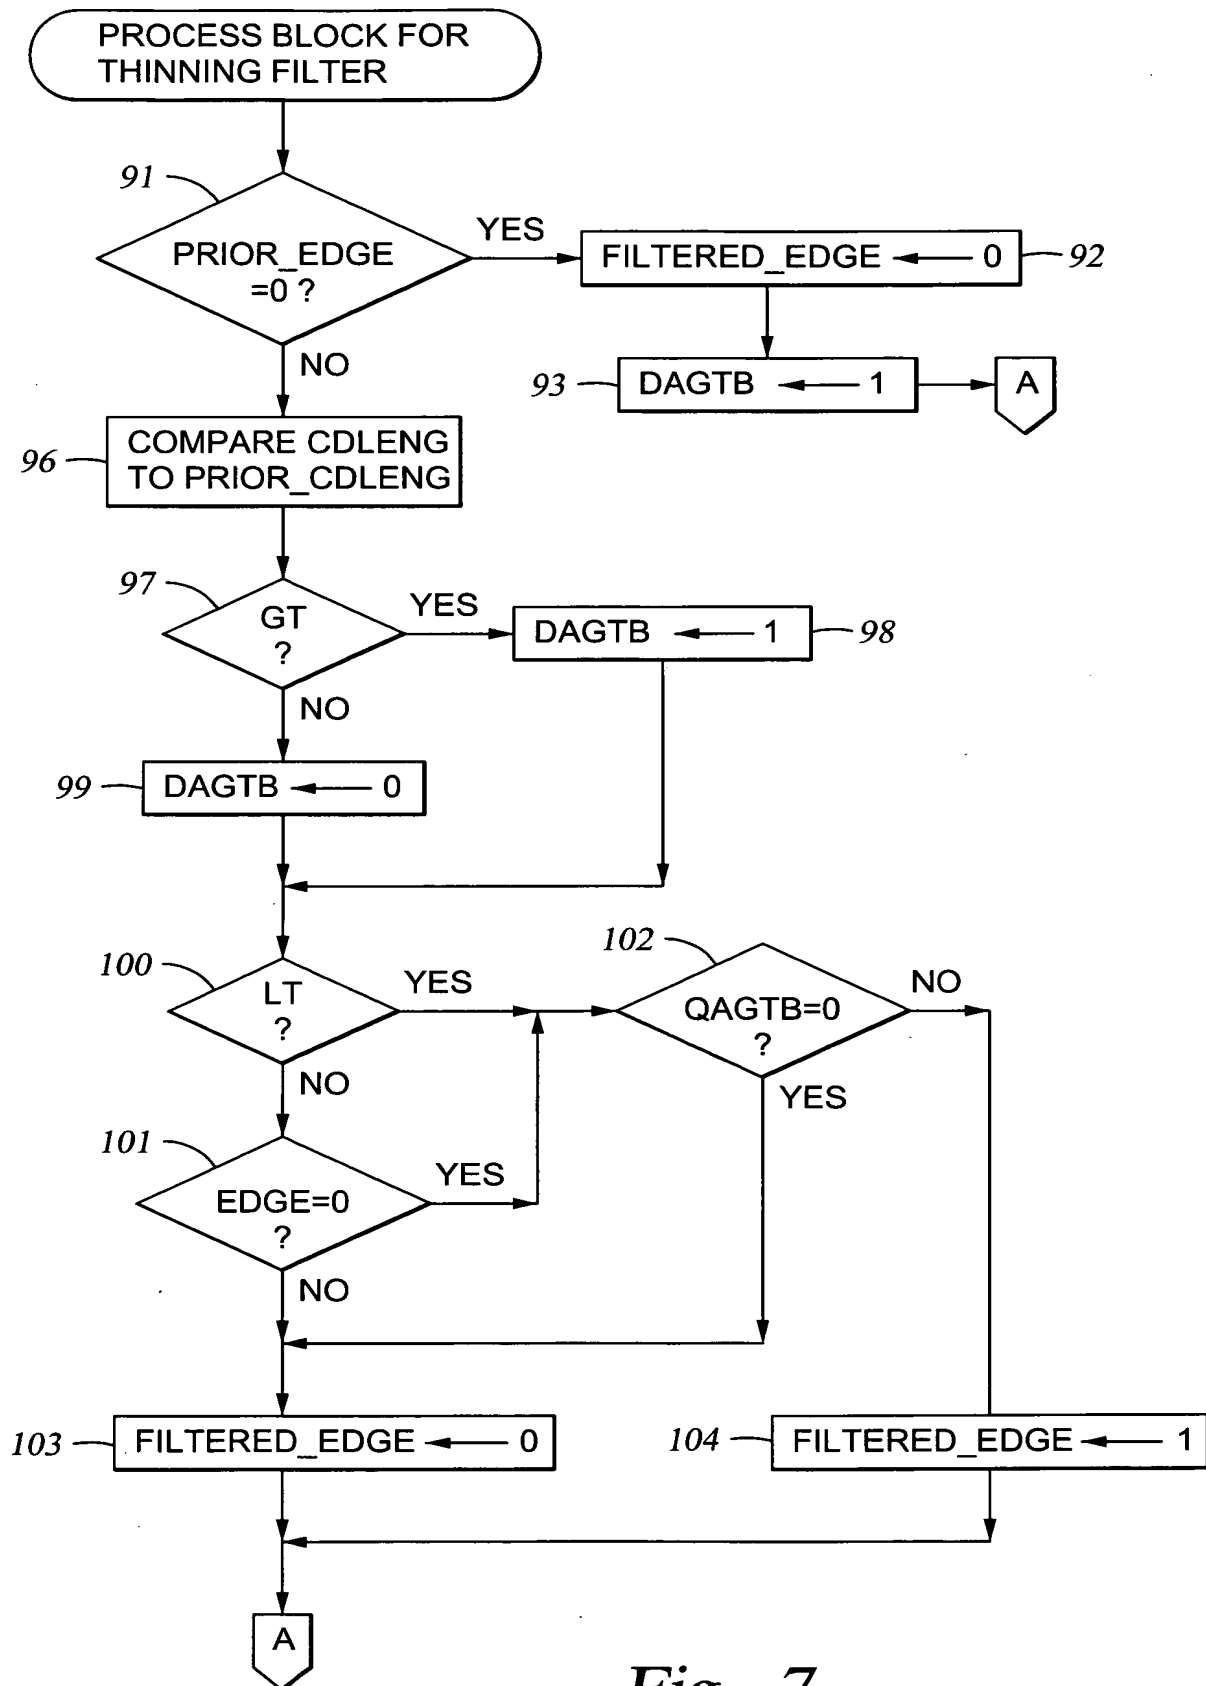 PROCESS BLOCK FOR
THINNING FILTER
91
PRIOR_EDGE
=0 ?
YES
FILTERED_EDGE 0
92
NO
93
DAGTB 1
A
96
COMPARE CDLENG
TO PRIOR_CDLENG
97
GT
?
YES
DAGTB 1
98
NO
99
DAGTB 0
100
LT
?
YES
102
QAGTB=0
?
NO
NO
YES
101
EDGE=0
?
YES
NO
103
FILTERED_EDGE 0
104
FILTERED_EDGE 1
A
Fig. 7